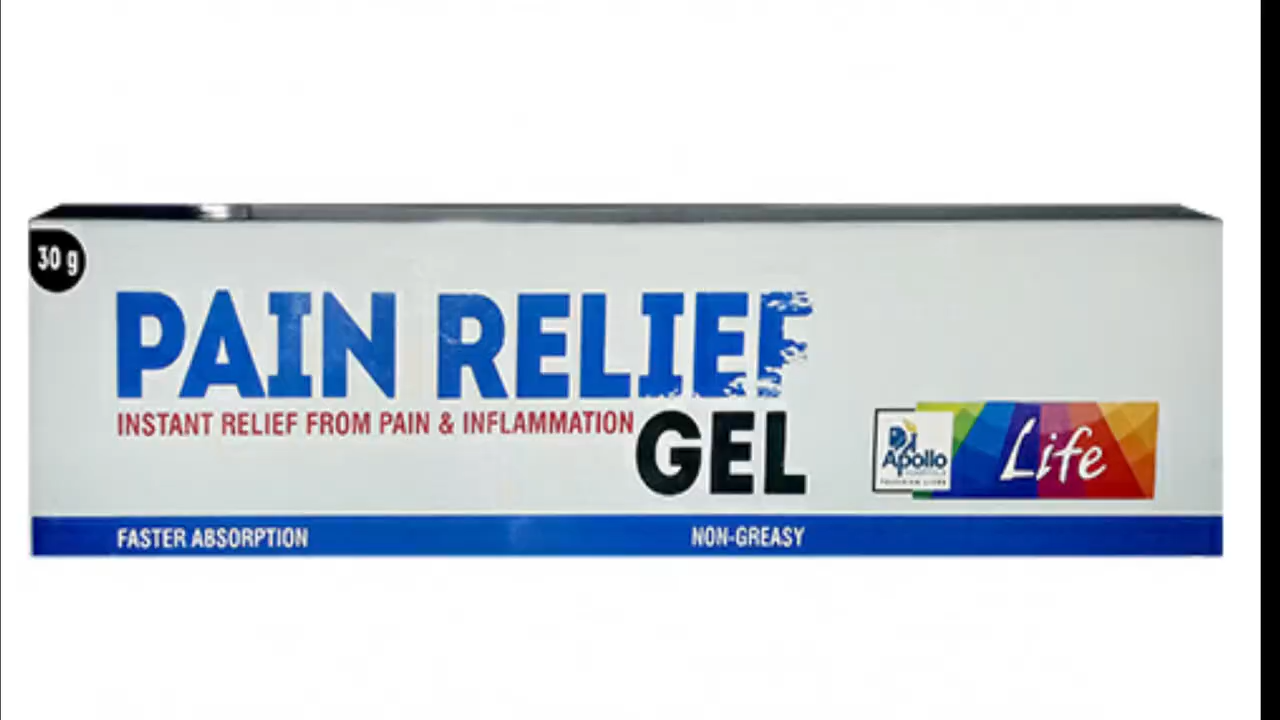 30 g
PAIN RELIEF
INSTANT RELIEF FROM PAIN & INFLAMMATION
GEL
Apollo
Life
FASTER ABSORPTION
NON-GREASY